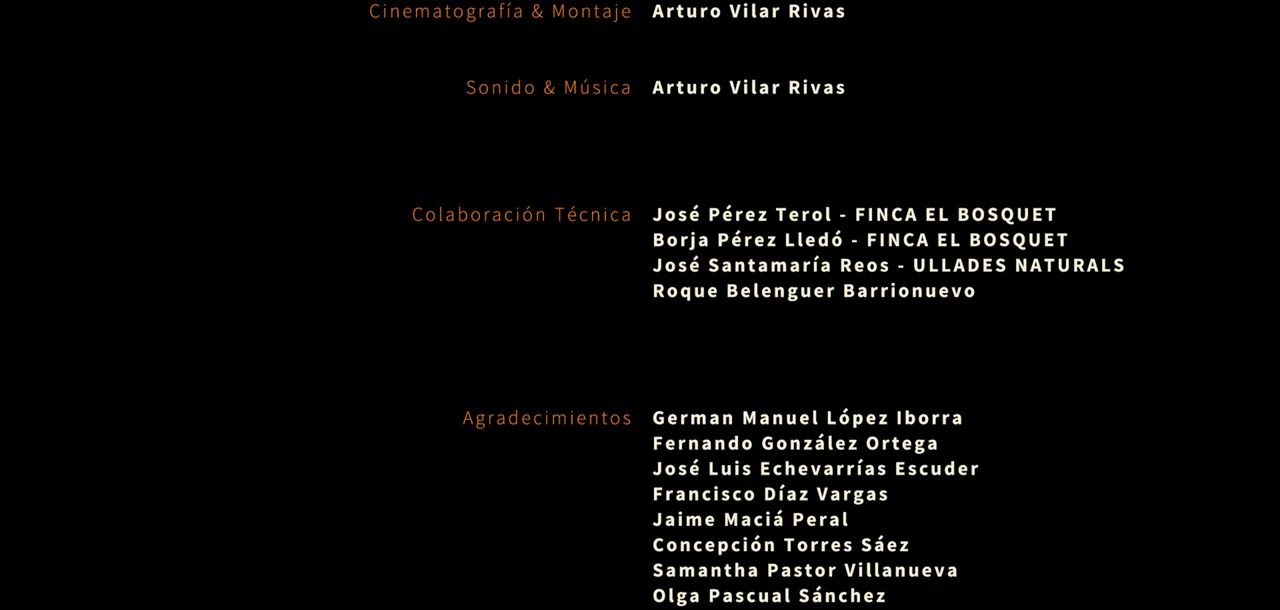 Cinematografía & Montaje Arturo Vilar Rivas
Sonido & Música Arturo Vilar Rivas
Colaboración Técnica José Pérez Terol - FINCA EL BOSQUET
Borja Pérez Lledó - FINCA EL BOSQUET
José Santamaría Reos - ULLADES NATURALS
Roque Belenguer Barrionuevo
Agradecimientos German Manuel López Iborra
Fernando González Ortega
José Luis Echevarrías Escuder
Francisco Díaz Vargas
Jaime Maciá Peral
Concepción Torres Sáez
Samantha Pastor Villanueva
Olga Pascual Sánchez